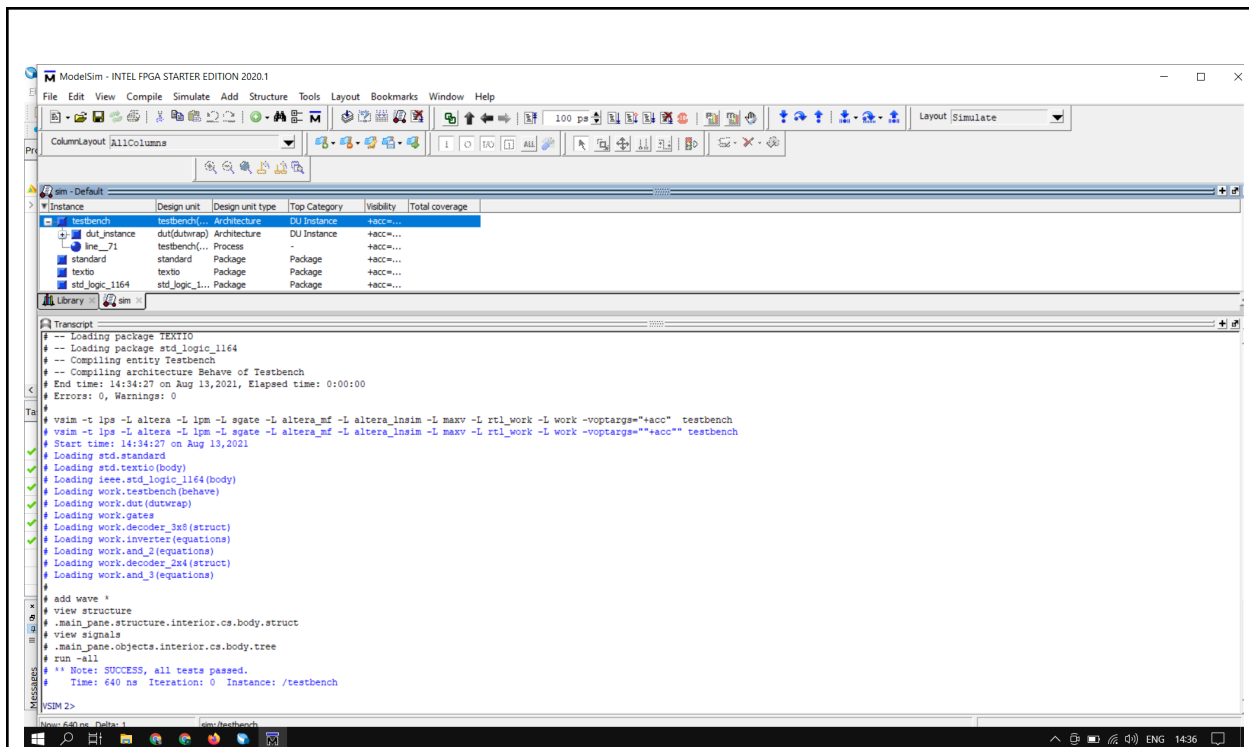 ModelSim - INTEL FPGA STARTER EDITION 2020.1
File Edit View Compile Simulate Add Structure Tools Layout Bookmarks Window Help
100 ps Layout Simulate
ColumnLayout AllColumns
sim - Default
Instance Design unit Design unit type Top Category Visibility Total coverage
testbench testbench(... Architecture DU Instance +acc=...
dut_instance dut(dutwrap) Architecture DU Instance +acc=...
line__71 testbench(... Process - +acc=...
standard standard Package Package +acc=...
textio textio Package Package +acc=...
std_logic_1164 std_logic_1... Package Package +acc=...
Library sim
Transcript
# -- Loading package TEXTIO
# -- Loading package std_logic_1164
# -- Compiling entity Testbench
# -- Compiling architecture Behave of Testbench
# End time: 14:34:27 on Aug 13,2021, Elapsed time: 0:00:00
# Errors: 0, Warnings: 0
#
# vsim -t 1ps -L altera -L lpm -L sgate -L altera_mf -L altera_lnsim -L maxv -L rtl_work -L work -voptargs="+acc" testbench
# vsim -t 1ps -L altera -L lpm -L sgate -L altera_mf -L altera_lnsim -L maxv -L rtl_work -L work -voptargs=""+acc"" testbench
# Start time: 14:34:27 on Aug 13,2021
# Loading std.standard
# Loading std.textio(body)
# Loading ieee.std_logic_1164(body)
# Loading work.testbench(behave)
# Loading work.dut(dutwrap)
# Loading work.gates
# Loading work.decoder_3x8(struct)
# Loading work.inverter(equations)
# Loading work.and_2(equations)
# Loading work.decoder_2x4(struct)
# Loading work.and_3(equations)
#
# add wave *
# view structure
# .main_pane.structure.interior.cs.body.struct
# view signals
# .main_pane.objects.interior.cs.body.tree
# run -all
# ** Note: SUCCESS, all tests passed.
# Time: 640 ns Iteration: 0 Instance: /testbench
VSIM 2>
Now: 640 ns Delta: 1 sim:/testbench
Messages
ENG 14:36